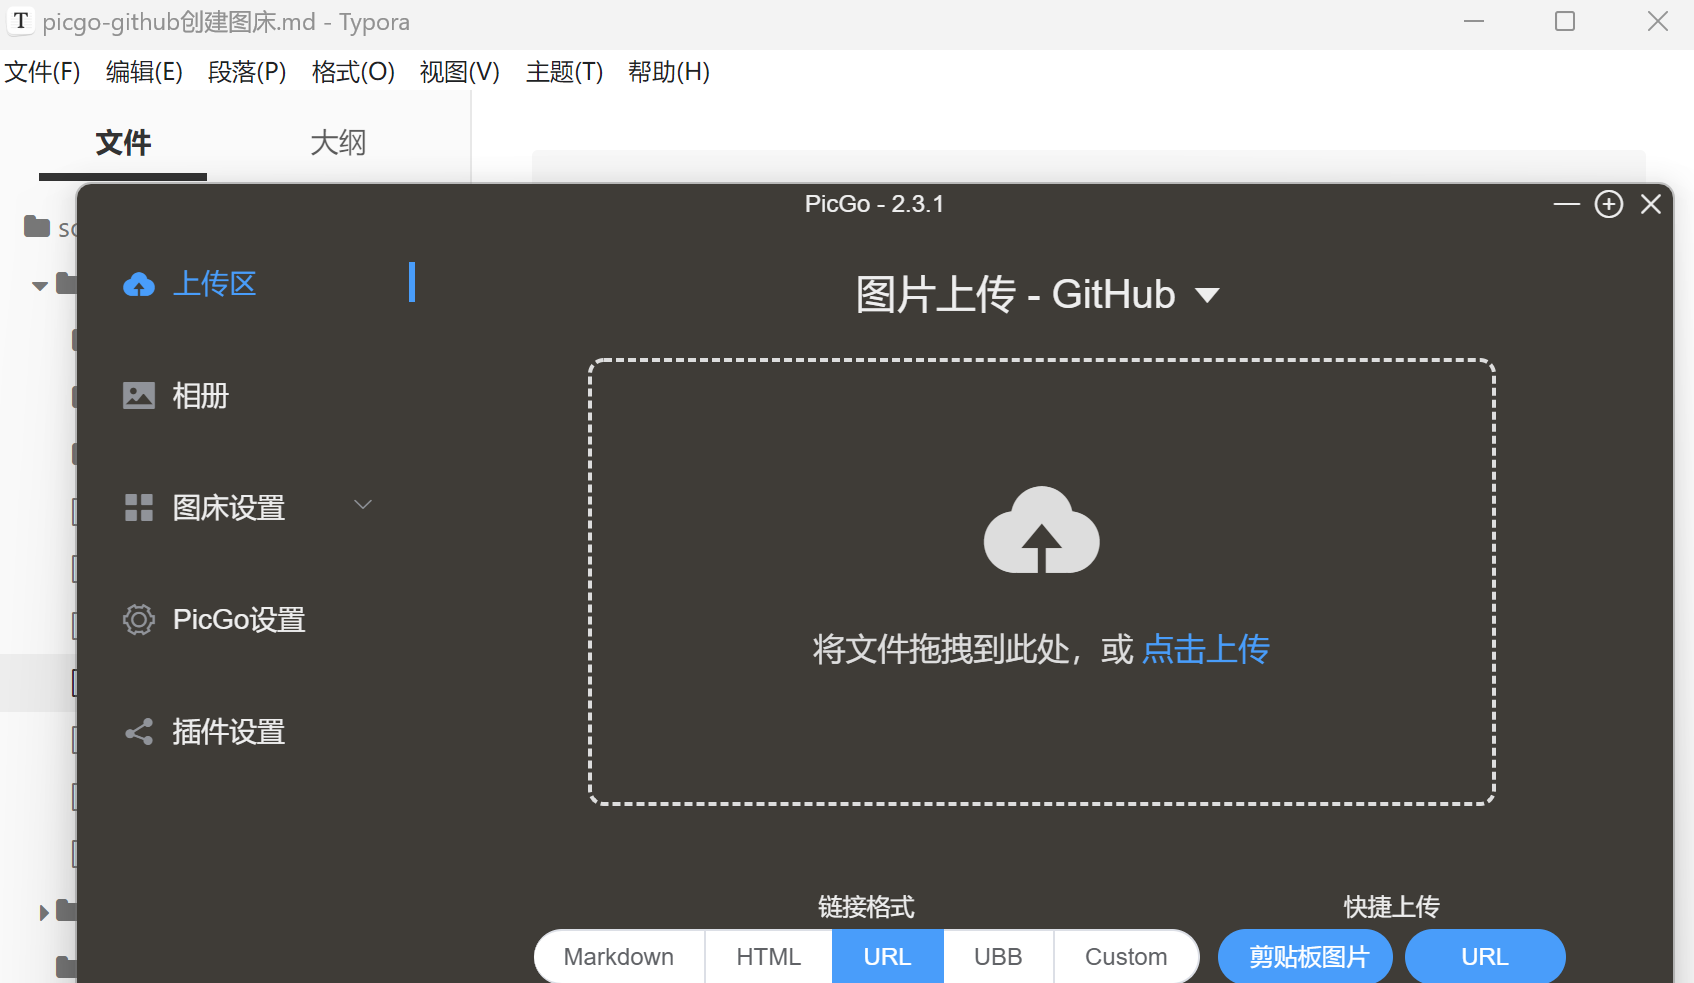 T picgo-github创建图床.md - Typora
文件(F) 编辑(E) 段落(P) 格式(O) 视图(V) 主题(T) 帮助(H)
文件 大纲
PicGo - 2.3.1
上传区
图片上传 - GitHub
相册
图床设置
PicGo设置
将文件拖拽到此处，或 点击上传
插件设置
链接格式 快捷上传
Markdown HTML URL UBB Custom 剪贴板图片 URL